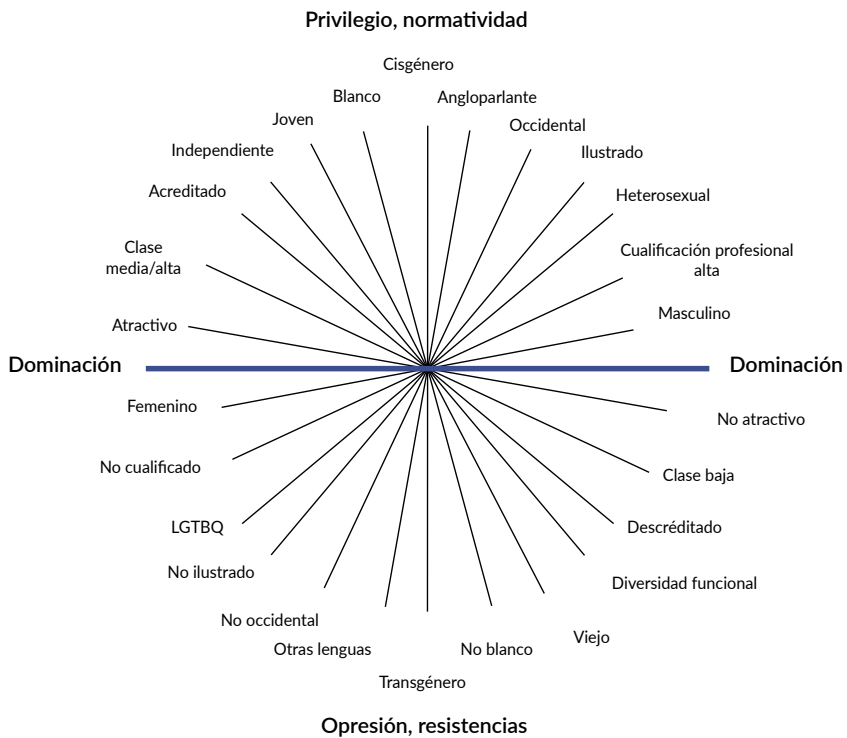 Privilegio, normatividad
Cisgénero
Blanco
Angloparlante
Joven
Occidental
Independiente
Ilustrado
Acreditado
Heterosexual
Clase
media/alta
Cualificación profesional
alta
Atractivo
Masculino
Dominación
Dominación
Femenino
No atractivo
No cualificado
Clase baja
LGTBQ
Descréditado
No ilustrado
Diversidad funcional
No occidental
Viejo
Otras lenguas
No blanco
Transgénero
Opresión, resistencias